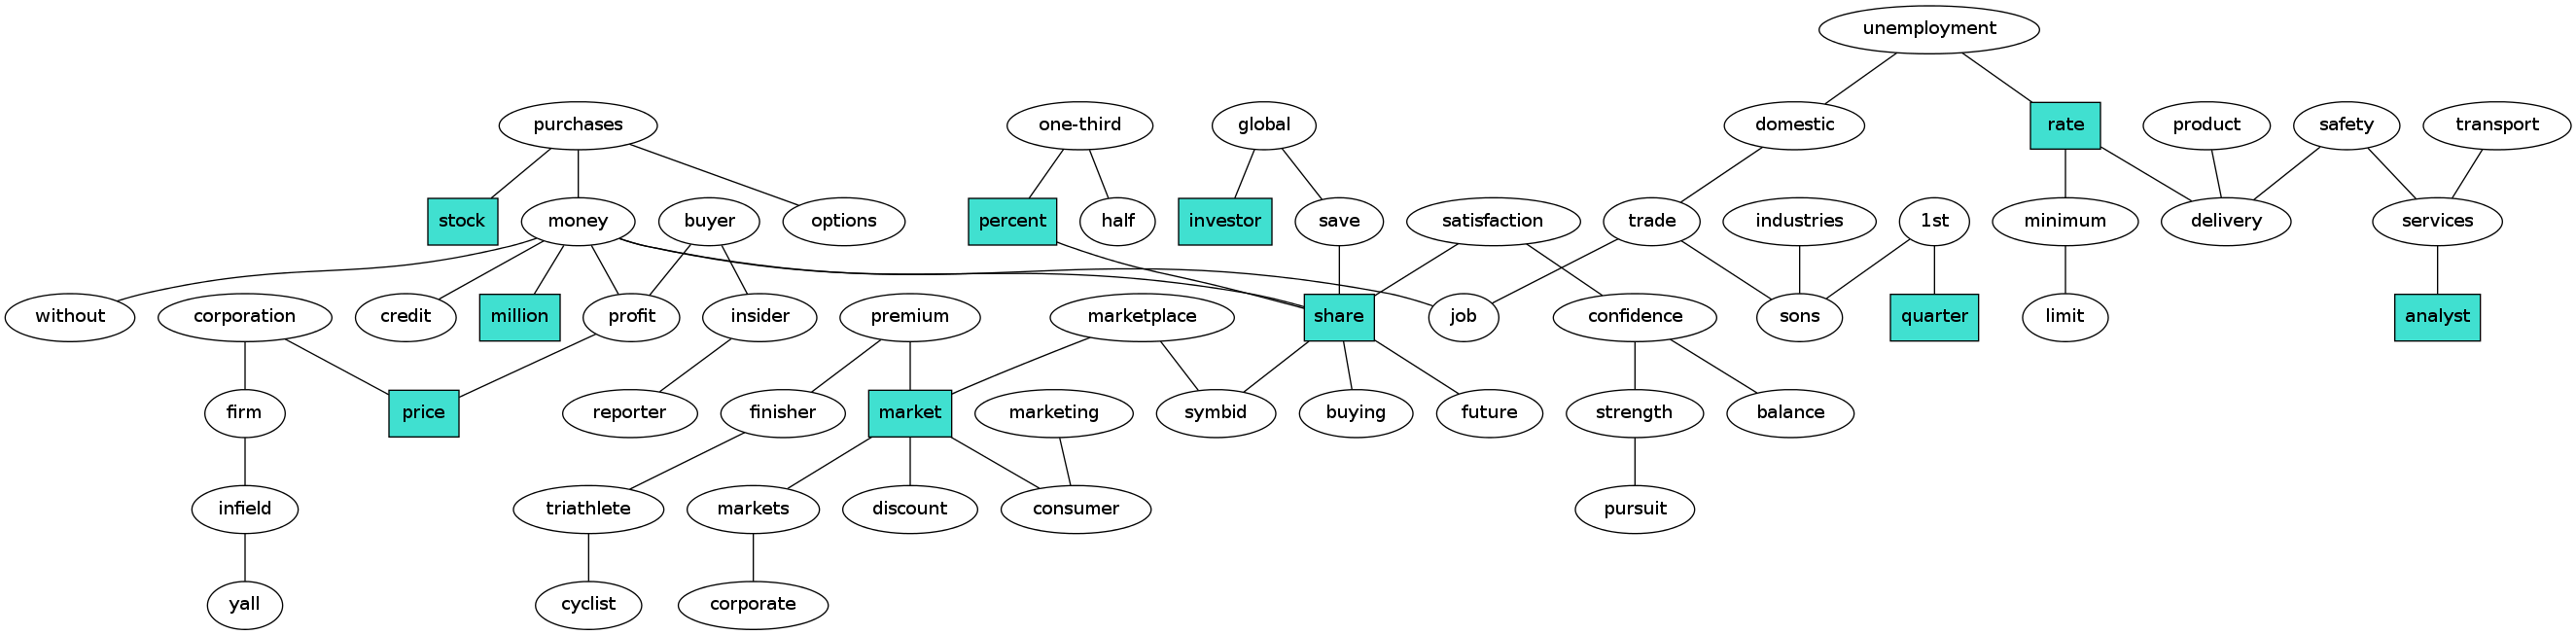 unemployment
purchases
one-third
global
domestic
rate
product
safety
transport
stock
money
buyer
options
percent
half
investor
save
satisfaction
trade
industries
1st
minimum
delivery
services
without
corporation
credit
million
profit
insider
premium
marketplace
share
job
confidence
sons
quarter
limit
analyst
firm
price
reporter
finisher
market
marketing
symbid
buying
future
strength
balance
infield
triathlete
markets
discount
consumer
pursuit
yall
cyclist
corporate